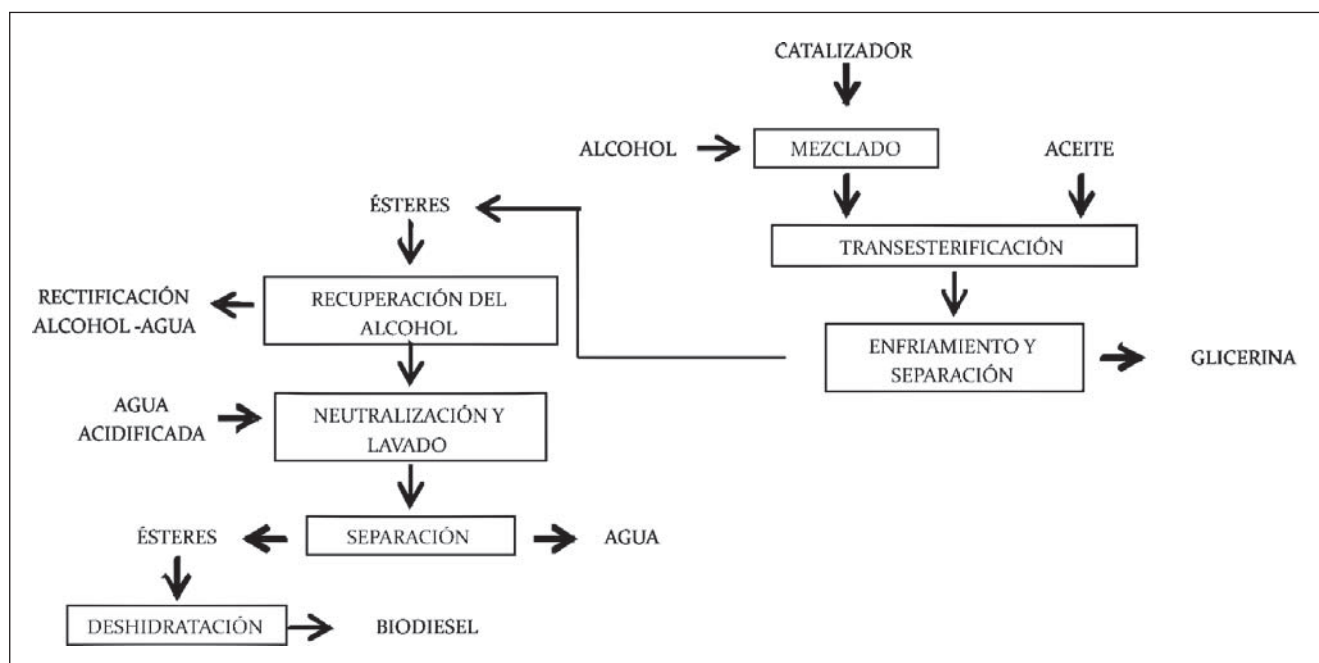 CATALIZADOR
ALCOHOL
MEZCLADO
ACEITE
TRANSESTERIFICACIÓN
ENFRIAMIENTO Y
SEPARACIÓN
GLICERINA
ÉSTERES
RECUPERACIÓN DEL
ALCOHOL
RECTIFICACIÓN
ALCOHOL -AGUA
AGUA
ACIDIFICADA
NEUTRALIZACIÓN Y
LAVADO
SEPARACIÓN
AGUA
ÉSTERES
DESHIDRATACIÓN
BIODIESEL